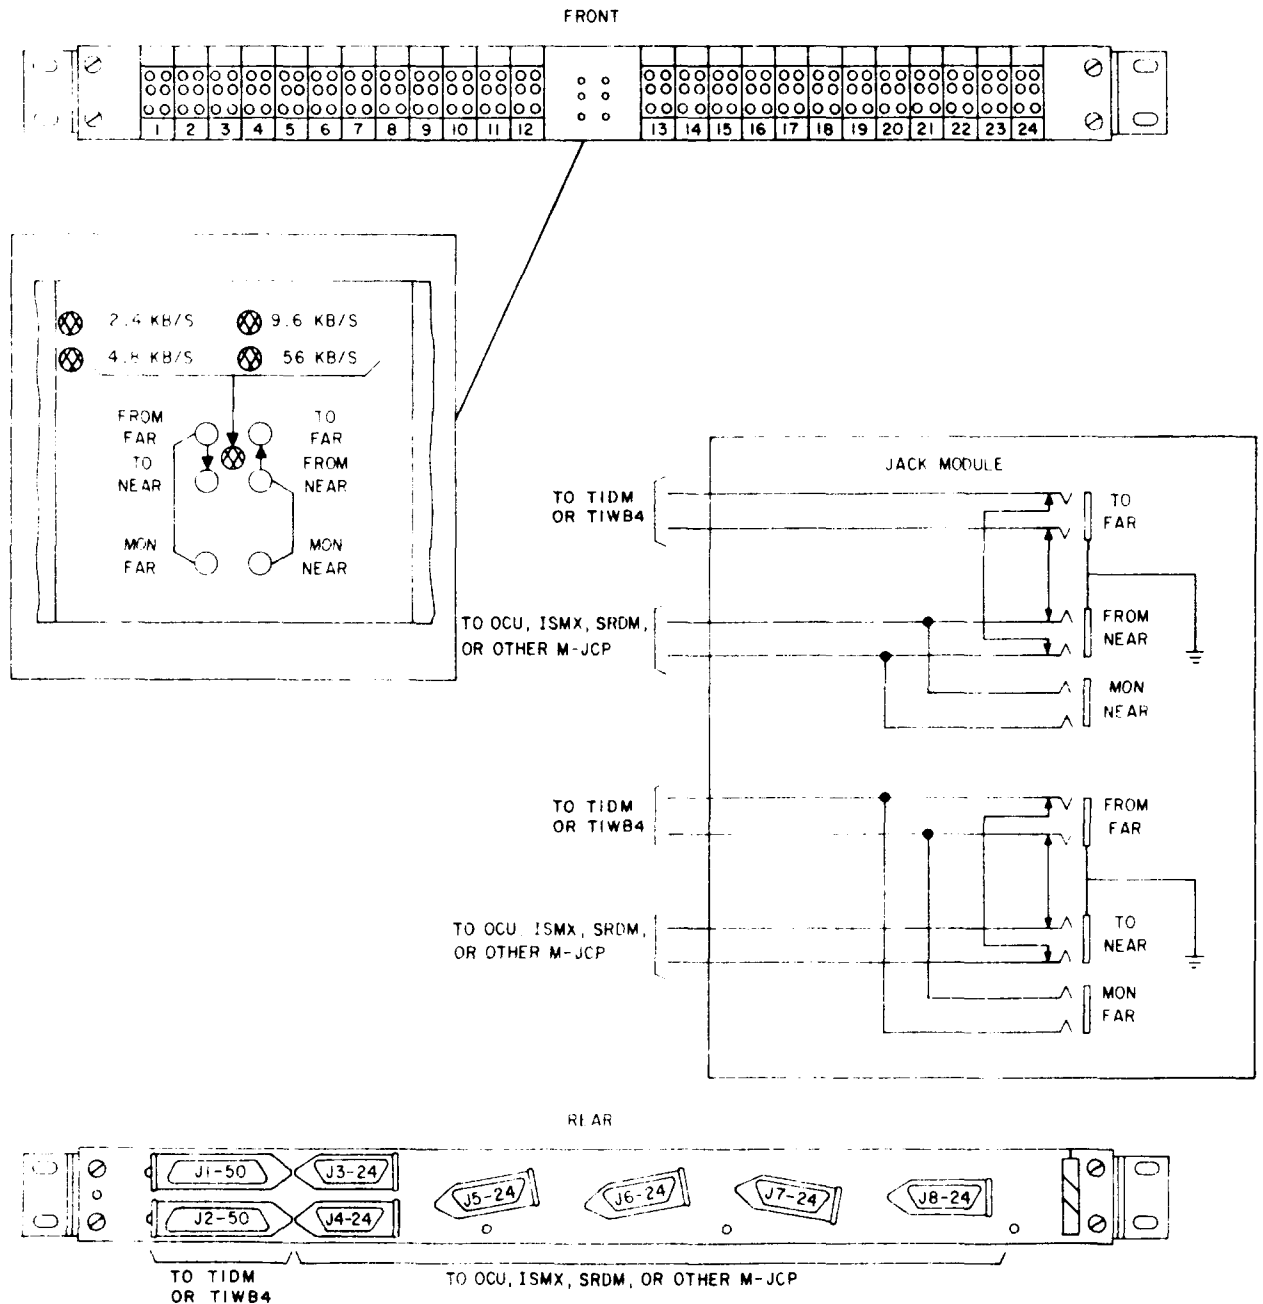 FRONT
1 2 3 4 5 6 7 8 9 10 11 12 13 14 15 16 17 18 19 20 21 22 23 24
2.4 KB/S 9.6 KB/S
4.8 KB/S 56 KB/S
FROM
FAR
TO
NEAR
TO
FAR
FROM
NEAR
MON
FAR
MON
NEAR
JACK MODULE
TO TIDM
OR TIWB4
TO
FAR
TO OCU, ISMX, SRDM,
OR OTHER M-JCP
FROM
NEAR
MON
NEAR
TO TIDM
OR TIWB4
FROM
FAR
TO OCU, ISMX, SRDM,
OR OTHER M-JCP
TO
NEAR
MON
FAR
REAR
J1-50 J3-24 J5-24 J6-24 J7-24 J8-24
J2-50 J4-24
TO TIDM
OR TIWB4
TO OCU, ISMX, SRDM, OR OTHER M-JCP